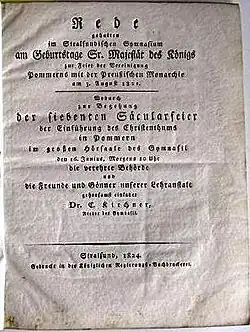 Rede
gehalten
im Stralsundischen Gymnasium
am Geburtstage Sr. Majestät des Königs
zur Feier der Vereinigung
Pommerns mit der Preußischen Monarchie
am 3. August
Wodurch
zur Begehung
der siebenten Säcularfeier
der Einführung des Christenthums
in Pommern
im großen Hörsaale des Gymnasii
den 16. Junius, Morgens 10 Uhr
die verehrte Behörde
und
die Freunde und Gönner unserer Lehranstalt
gehorsamst einladet
Dr. C. Kirchner,
Rector des Gymnasii.
Stralsund, 1824.
Gedruckt in der Königlichen Regierungs-Buchdruckerei.